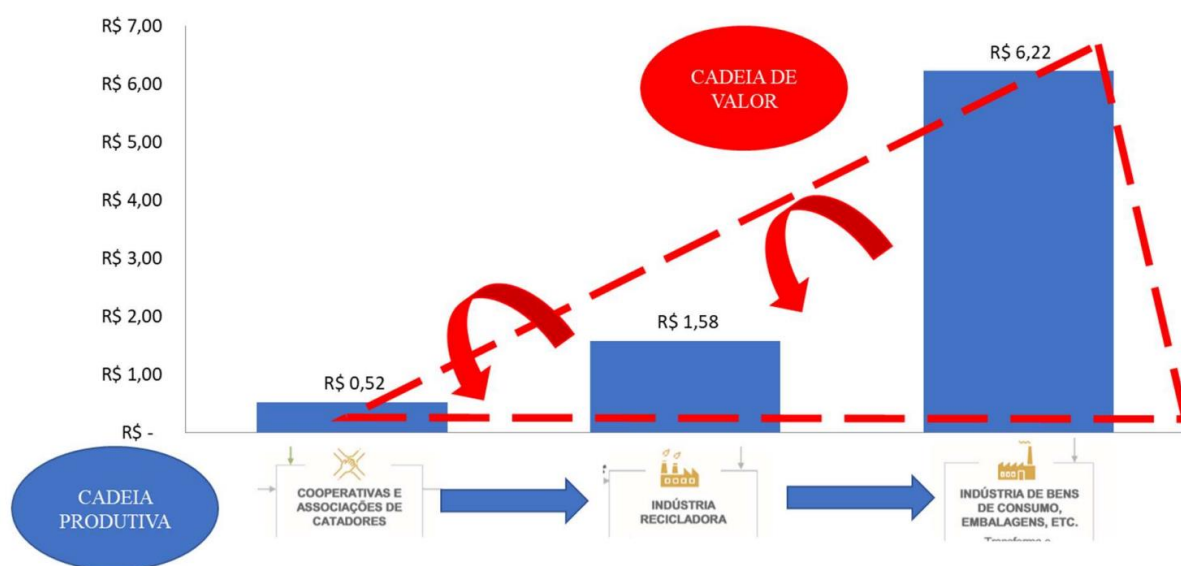 R$ 7,00
R$ 6,00
R$ 5,00
R$ 4,00
R$ 3,00
R$ 2,00
R$ 1,00
R$ -
CADEIA DE
VALOR
R$ 6,22
R$ 1,58
R$ 0,52
CADEIA
PRODUTIVA
COOPERATIVAS E
ASSOCIAÇÕES DE
CATADORES
INDÚSTRIA
RECICLADORA
INDÚSTRIA DE BENS
DE CONSUMO,
EMBALAGENS, ETC.